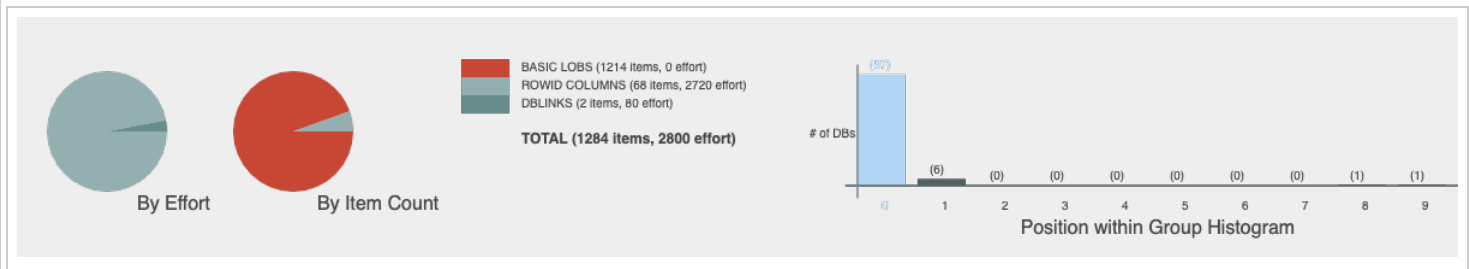 BASIC LOBS (1214 items, 0 effort)
ROWID COLUMNS (68 items, 2720 effort)
DBLINKS (2 items, 80 effort)
TOTAL (1284 items, 2800 effort)
By Effort
By Item Count
(97)
# of DBs
(6) (0) (0) (0) (0) (0) (0) (1) (1)
0 1 2 3 4 5 6 7 8 9
Position within Group Histogram